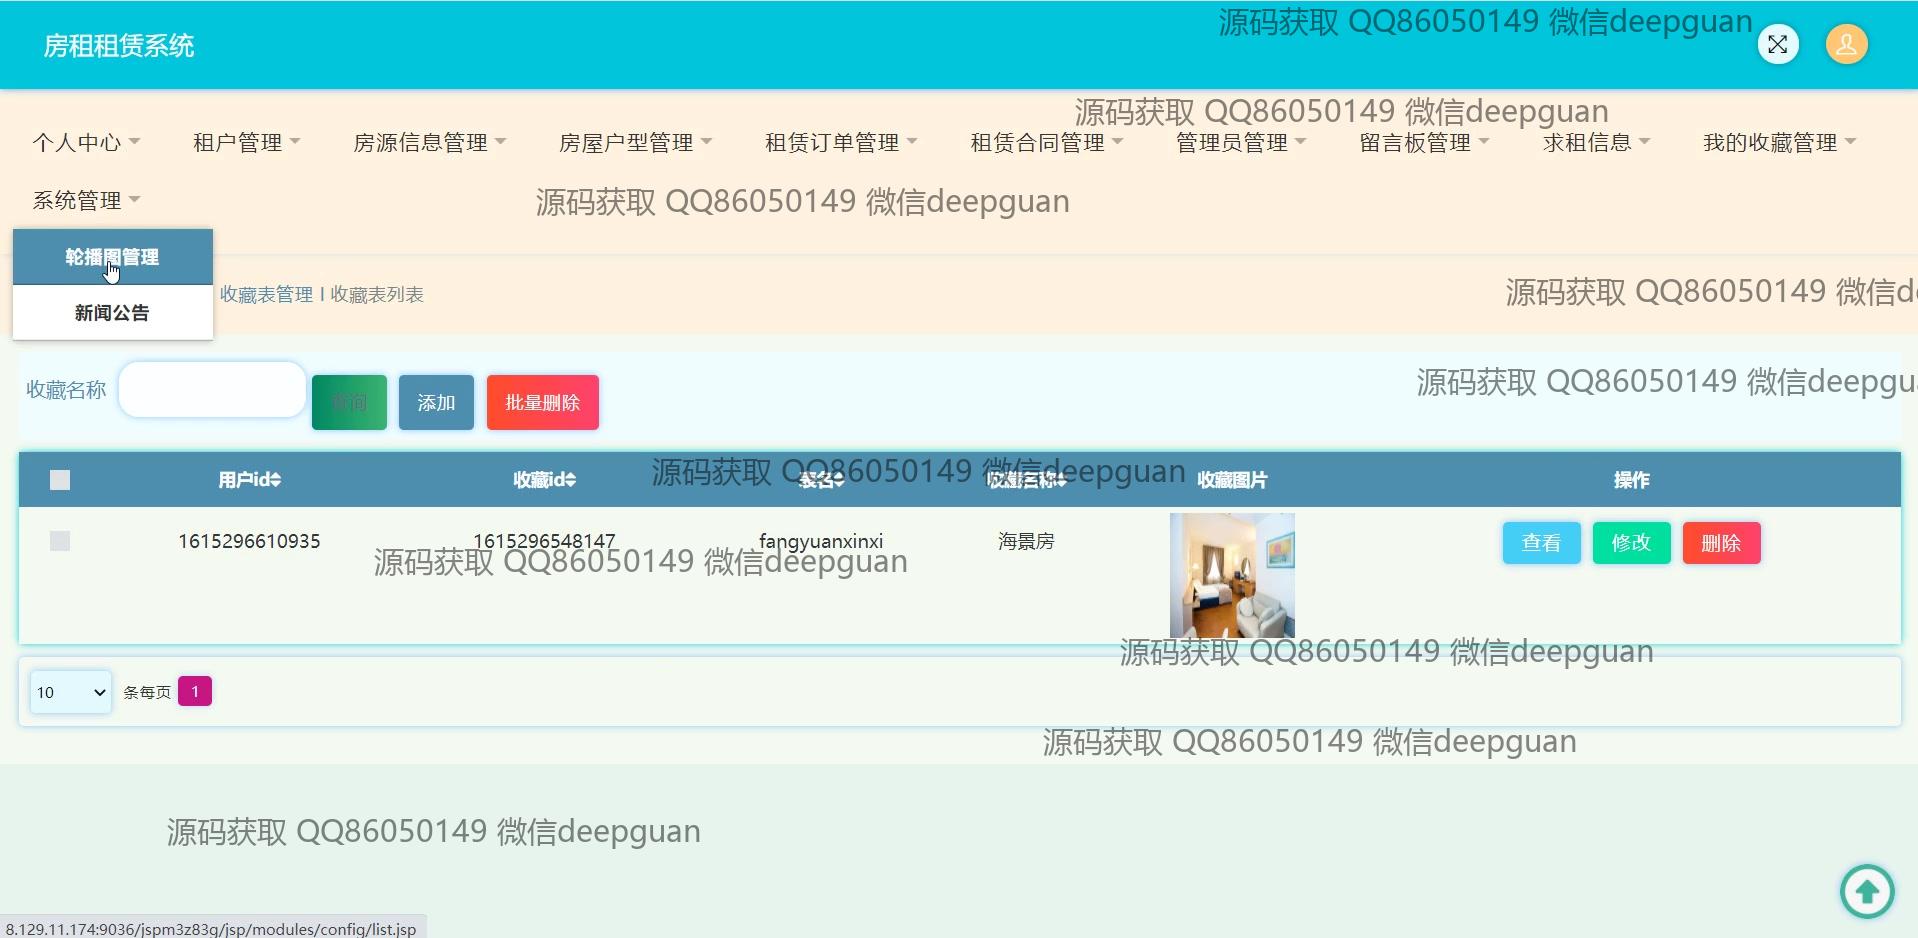 源码获取 QQ86050149 微信deepguan
房租租赁系统
源码获取 QQ86050149 微信deepguan
个人中心 租户管理 房源信息管理 房屋户型管理 租赁订单管理 租赁合同管理 管理员管理 留言板管理 求租信息 我的收藏管理
系统管理
源码获取 QQ86050149 微信deepguan
轮播图管理
新闻公告
收藏表管理 | 收藏表列表
源码获取 QQ86050149 微信d
收藏名称 查询 添加 批量删除
源码获取 QQ86050149 微信deepgu
源码获取 QQ86050149 微信deepguan
用户id 收藏id 表名 收藏名称 收藏图片 操作
1615296610935 1615296548147 fangyuanxinxi 海景房 查看 修改 删除
源码获取 QQ86050149 微信deepguan
源码获取 QQ86050149 微信deepguan
10 条每页 1
源码获取 QQ86050149 微信deepguan
源码获取 QQ86050149 微信deepguan
8.129.11.174:9036/jspm3z83g/jsp/modules/config/list.jsp